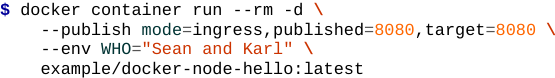 $ docker container run --rm -d \
--publish mode=ingress,published=8080,target=8080 \
--env WHO="Sean and Karl" \
example/docker-node-hello:latest